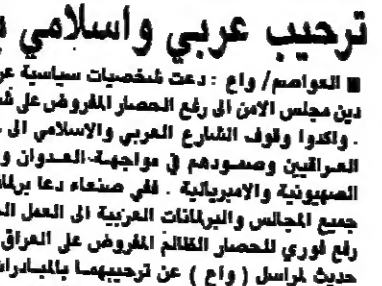 ترحيب عربي واسلامي
■ العواصم/ واع : دعت شخصيات سياسية
دين مجلس الامن الى رفع الحصار المفروض على
. واكدوا وقوف الشارع العربي والاسلامي الى
العراقيين وصمودهم في مواجهة العدوان و
الصهيونية والامبريالية . ففي صنعاء دعا
جميع المجالس والبرلمانات العربية الى العمل
رفع فوري للحصار الظالم المفروض على العراق
حديث لمراسل ( واع ) عن ترحيبهما بالمبادرات